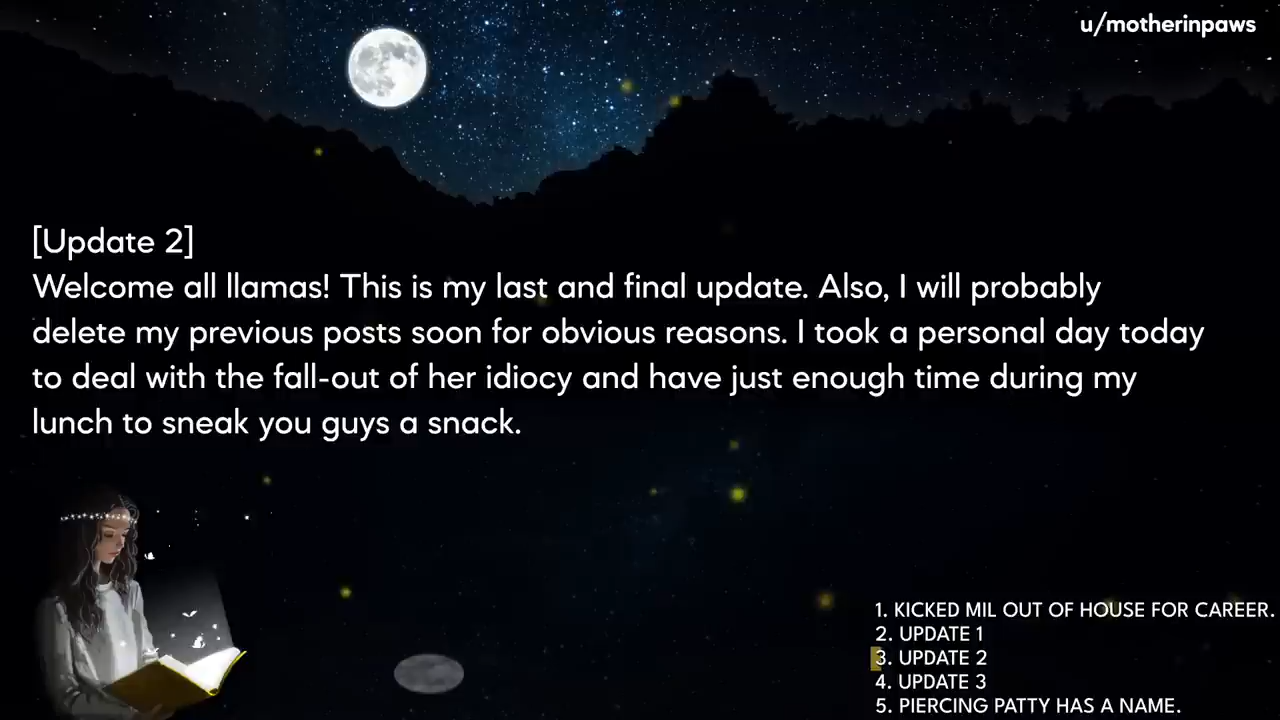 u/motherinpaws
[Update 2]
Welcome all llamas! This is my last and final update. Also, I will probably
delete my previous posts soon for obvious reasons. I took a personal day today
to deal with the fall-out of her idiocy and have just enough time during my
lunch to sneak you guys a snack.
1. KICKED MIL OUT OF HOUSE FOR CAREER.
2. UPDATE 1
3. UPDATE 2
4. UPDATE 3
5. PIERCING PATTY HAS A NAME.